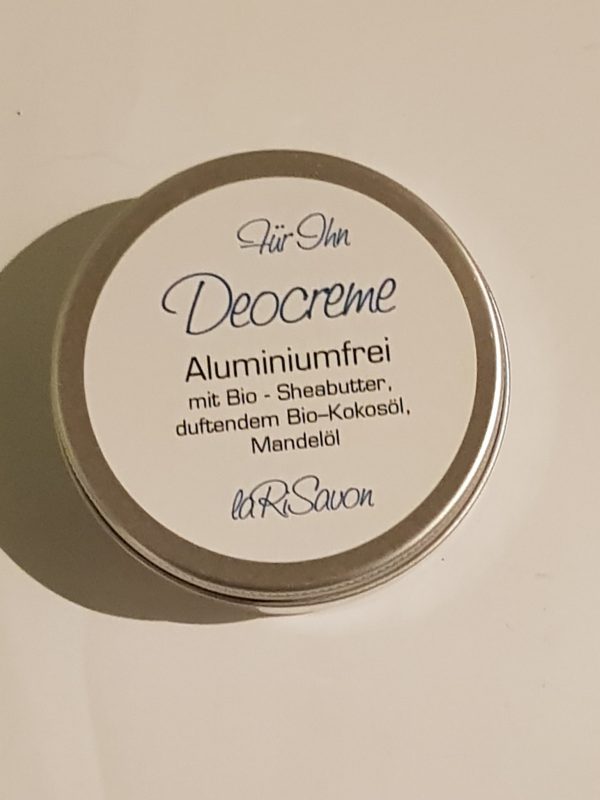 Für Ihn
Deocreme
Aluminiumfrei
mit Bio - Sheabutter,
duftendem Bio-Kokosöl,
Mandelöl
laRiSavon